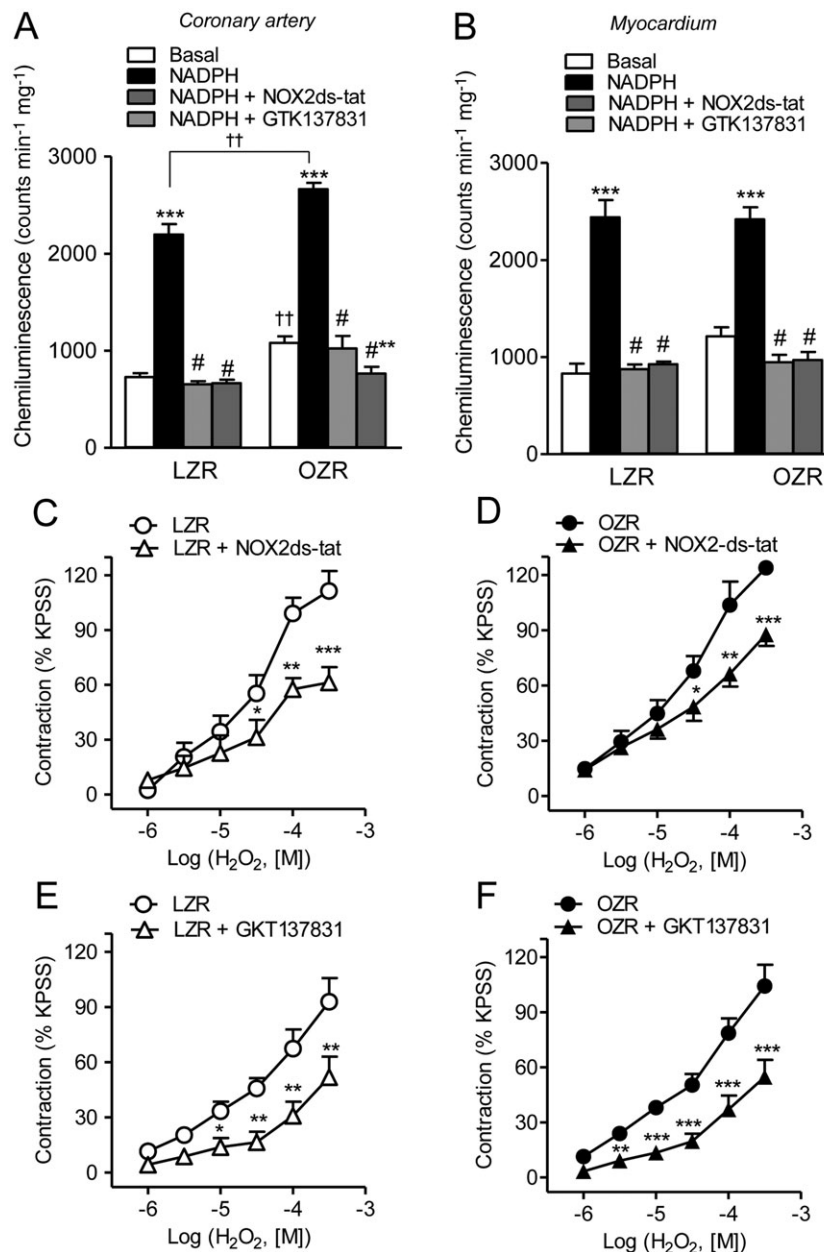 A
Coronary artery
Basal
NADPH
NADPH + NOX2ds-tat
NADPH + GTK137831
††
3000
2000
1000
0
Chemiluminescence (counts min-1 mg-1)
***
***
#
#
††
#
#**
LZR
OZR
B
Myocardium
Basal
NADPH
NADPH + NOX2ds-tat
NADPH + GTK137831
3000
2000
1000
0
Chemiluminescence (counts min-1 mg-1)
***
***
#
#
#
#
LZR
OZR
C
LZR
LZR + NOX2ds-tat
120
90
60
30
0
Contraction (% KPSS)
*
**
***
-6
-5
-4
-3
Log (H2O2, [M])
D
OZR
OZR + NOX2-ds-tat
120
90
60
30
0
Contraction (% KPSS)
*
**
***
-6
-5
-4
-3
Log (H2O2, [M])
E
LZR
LZR + GKT137831
120
90
60
30
0
Contraction (% KPSS)
*
**
**
**
-6
-5
-4
-3
Log (H2O2, [M])
F
OZR
OZR + GKT137831
120
90
60
30
0
Contraction (% KPSS)
**
***
***
***
***
-6
-5
-4
-3
Log (H2O2, [M])